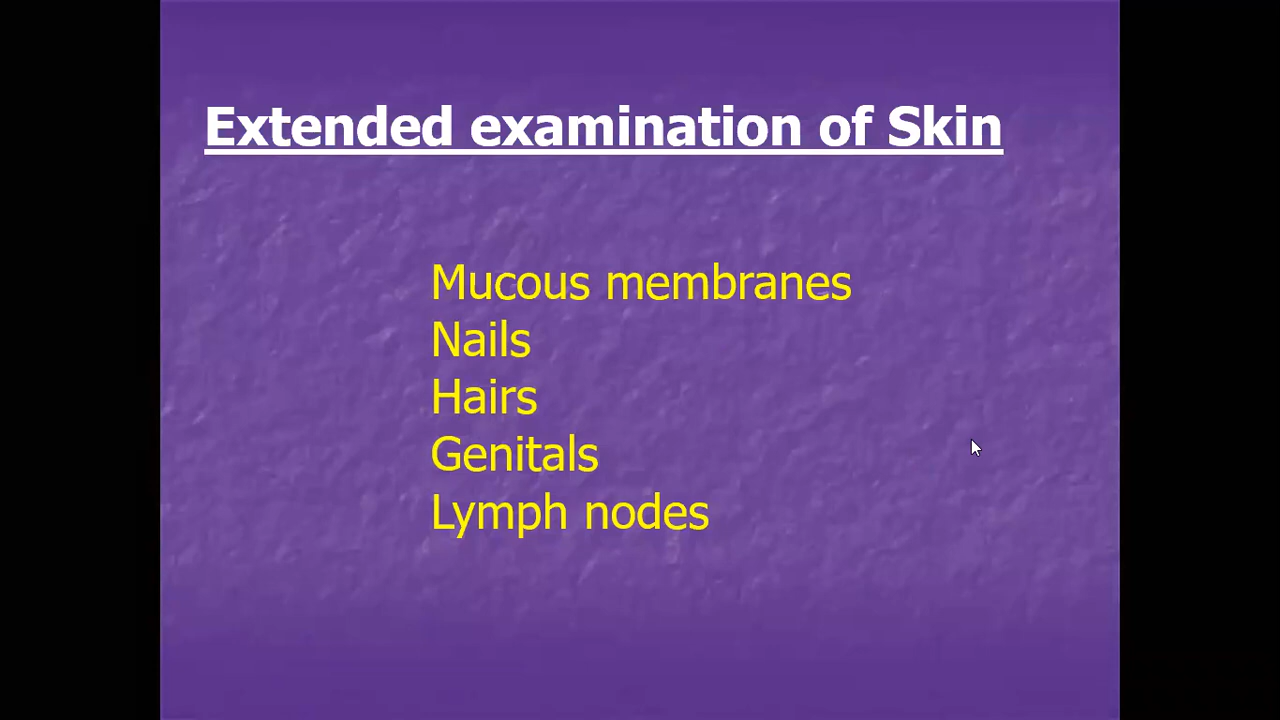 Extended examination of Skin
Mucous membranes
Nails
Hairs
Genitals
Lymph nodes